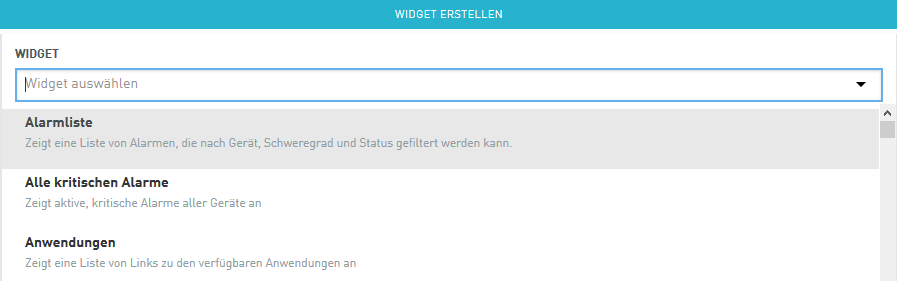 WIDGET ERSTELLEN
WIDGET
Widget auswählen
Alarmliste
Zeigt eine Liste von Alarmen, die nach Gerät, Schweregrad und Status gefiltert werden kann.
Alle kritischen Alarme
Zeigt aktive, kritische Alarme aller Geräte an
Anwendungen
Zeigt eine Liste von Links zu den verfügbaren Anwendungen an